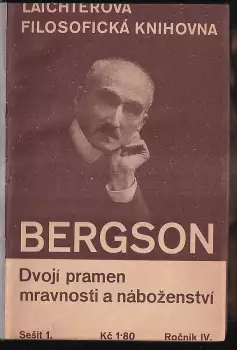 LAICHTEROVA
FILOSOFICKÁ KNIHOVNA
BERGSON
Dvojí pramen
mravnosti a náboženství
Sešit 1. Kč 1·80 Ročník IV.